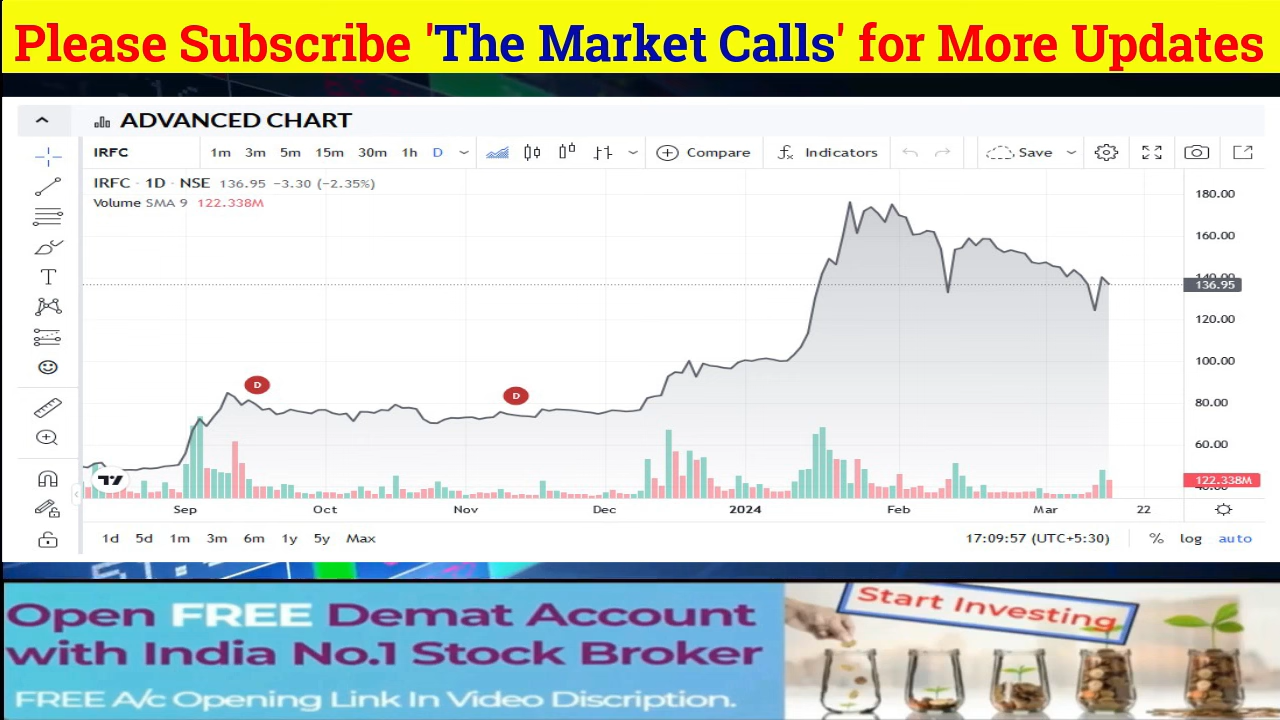 Please Subscribe 'The Market Calls' for More Updates
ADVANCED CHART
IRFC 1m 3m 5m 15m 30m 1h D Compare Indicators Save
IRFC · 1D · NSE 136.95 −3.30 (−2.35%)
Volume SMA 9 122.338M
180.00
160.00
140.00
136.95
120.00
100.00
80.00
60.00
122.338M
40.00
D
D
T
Sep Oct Nov Dec 2024 Feb Mar 22
1d 5d 1m 3m 6m 1y 5y Max 17:09:57 (UTC+5:30) % log auto
Open FREE Demat Account
with India No.1 Stock Broker
FREE A/c Opening Link In Video Discription.
Start Investing